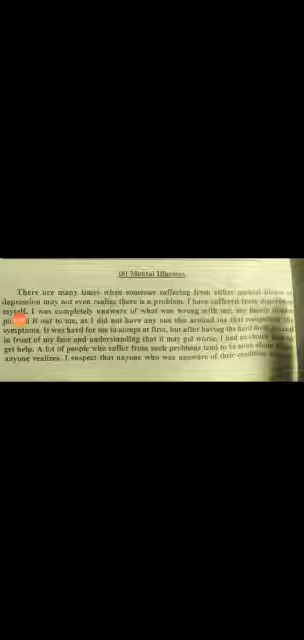 (8) Mental Illnesses.
There are many times when someone suffering from either mental illness or
depression may not even realize there is a problem. I have suffered from depression
myself. I was completely unaware of what was wrong with me, my family
it out to me, as I did not have any one else around me that recognized the
symptoms. It was hard for me to accept at first, but after having the hard facts
in front of my face and understanding that it may get worse, I had no choice
get help. A lot of people who suffer from such problems tend to be more alone
anyone realizes. I suspect that anyone who was unaware of their condition